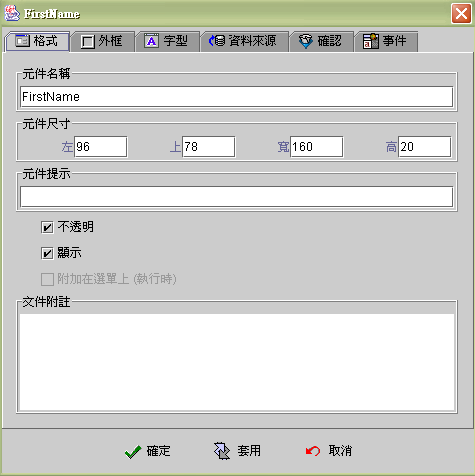 FirstName
格式 外框 字型 資料來源 確認 事件
元件名稱
FirstName
元件尺寸
左 96 上 78 寬 160 高 20
元件提示
不透明
顯示
附加在選單上 (執行時)
文件附註
確定 套用 取消